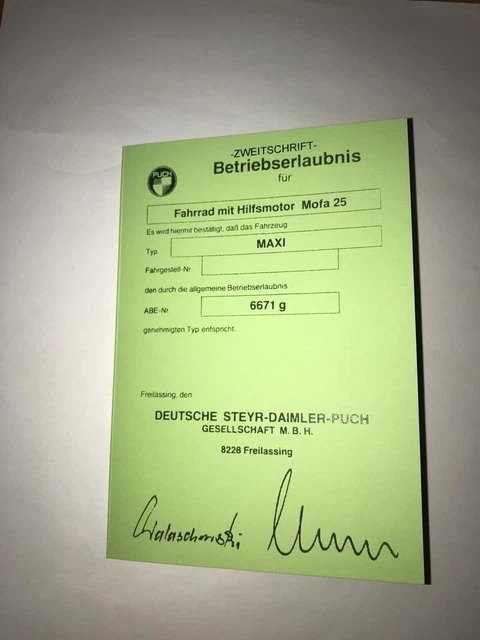 -ZWEITSCHRIFT-
Betriebserlaubnis
für
PUCH
Fahrrad mit Hilfsmotor Mofa 25
Es wird hiermit bestätigt, daß das Fahrzeug
Typ MAXI
Fahrgestell-Nr
den durch die allgemeine Betriebserlaubnis
ABE-Nr 6671 g
genehmigten Typ entspricht.
Freilassing, den
DEUTSCHE STEYR-DAIMLER-PUCH
GESELLSCHAFT M. B. H.
8228 Freilassing